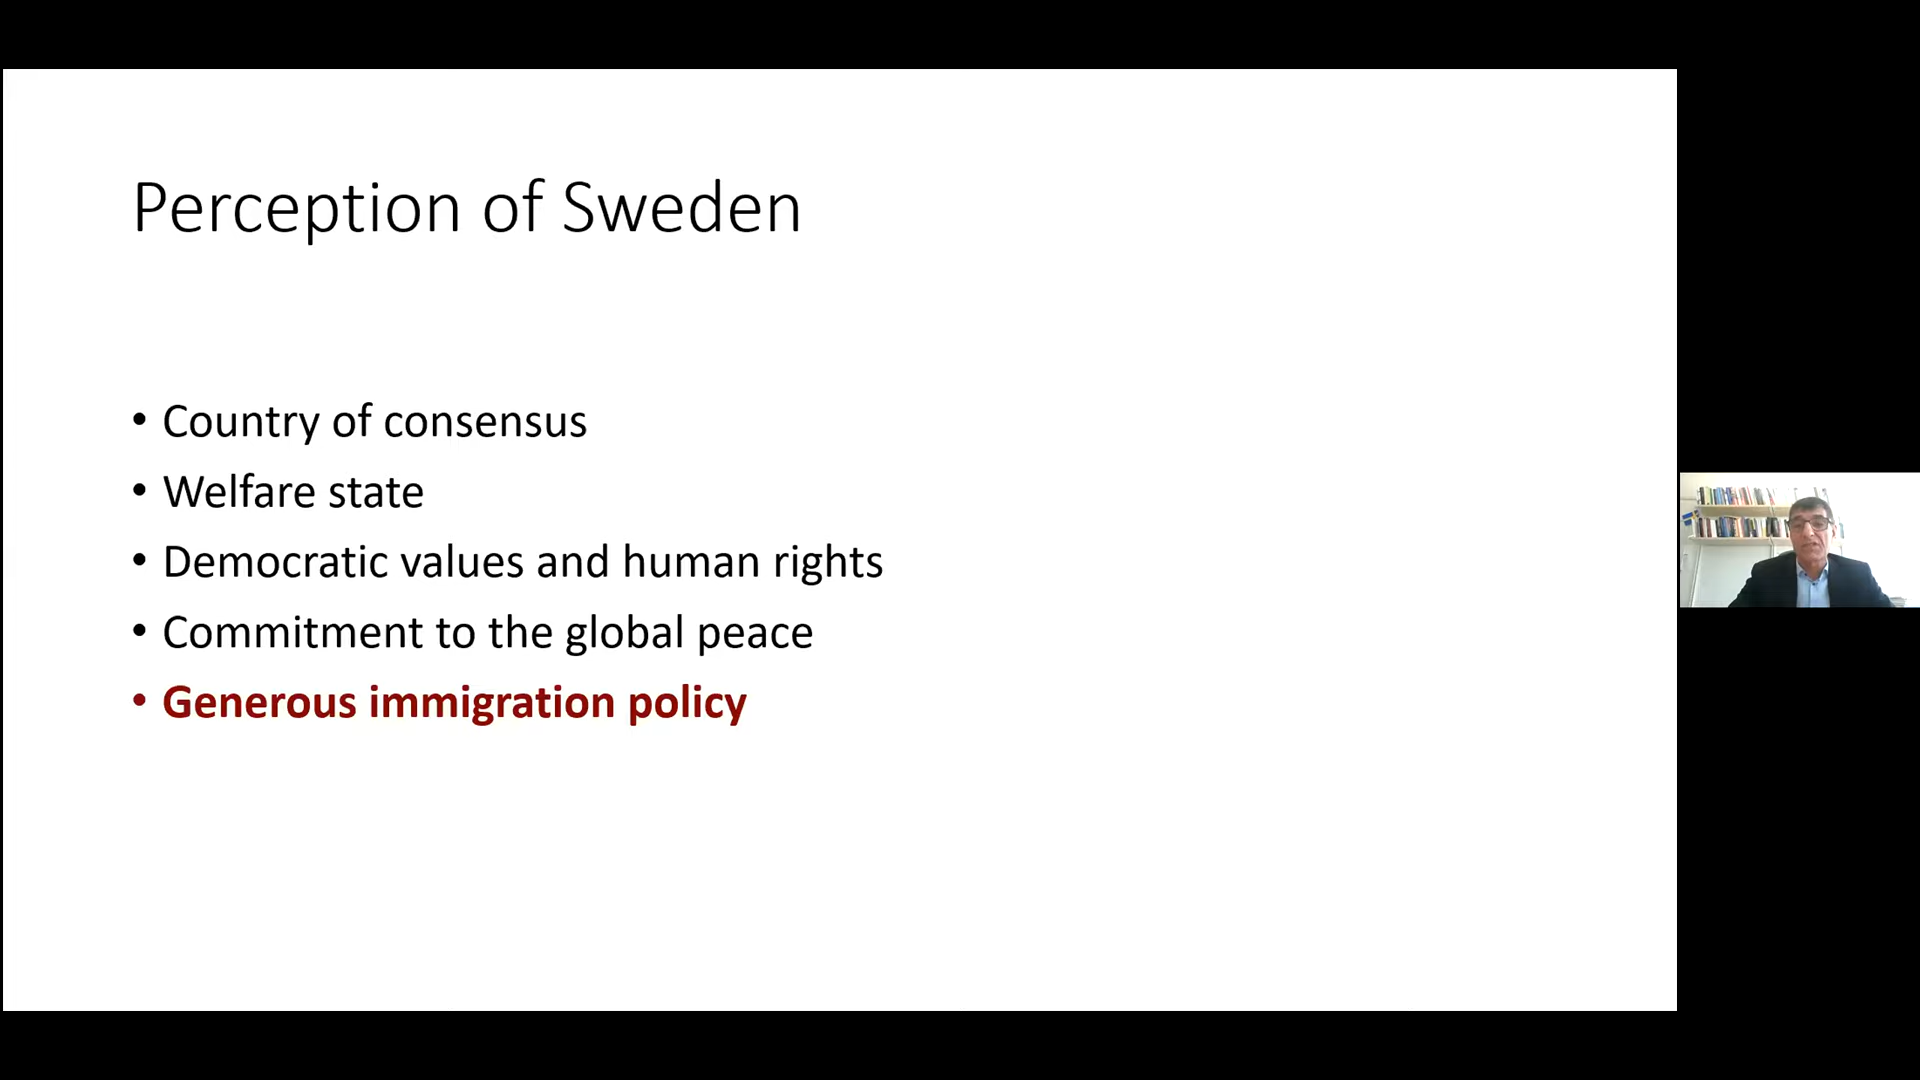 Perception of Sweden
• Country of consensus
• Welfare state
• Democratic values and human rights
• Commitment to the global peace
• Generous immigration policy